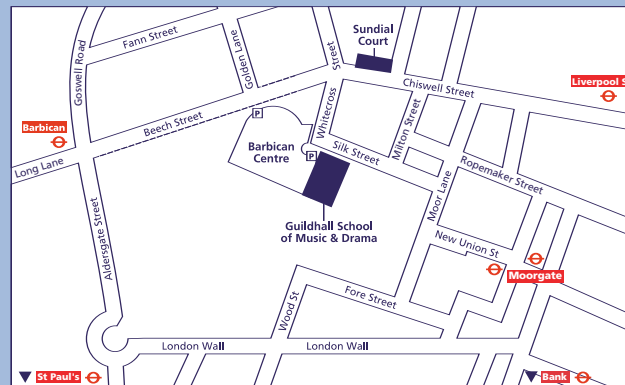 Fann Street
Goswell Road
Golden Lane
Street
Sundial
Court
Chiswell Street
Liverpool S
Barbican
Beech Street
Whitecross
Milton Street
P
Long Lane
Barbican
Centre
P
Silk Street
Ropemaker Street
Moor Lane
Aldersgate Street
Guildhall School
of Music & Drama
New Union St
Moorgate
Wood St
Fore Street
London Wall
London Wall
St Paul's
Bank